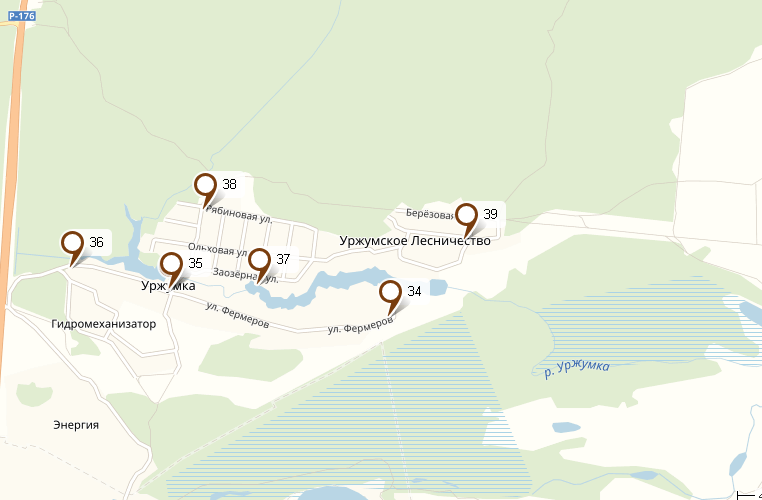 Р-176
38
Рябиновая ул.
Берёзовая
39
36
Ольховая ул.
Уржумское Лесничество
35
37
Заозёрная ул.
Уржумка
34
ул. Фермеров
Гидромеханизатор
ул. Фермеров
р. Уржумка
Энергия